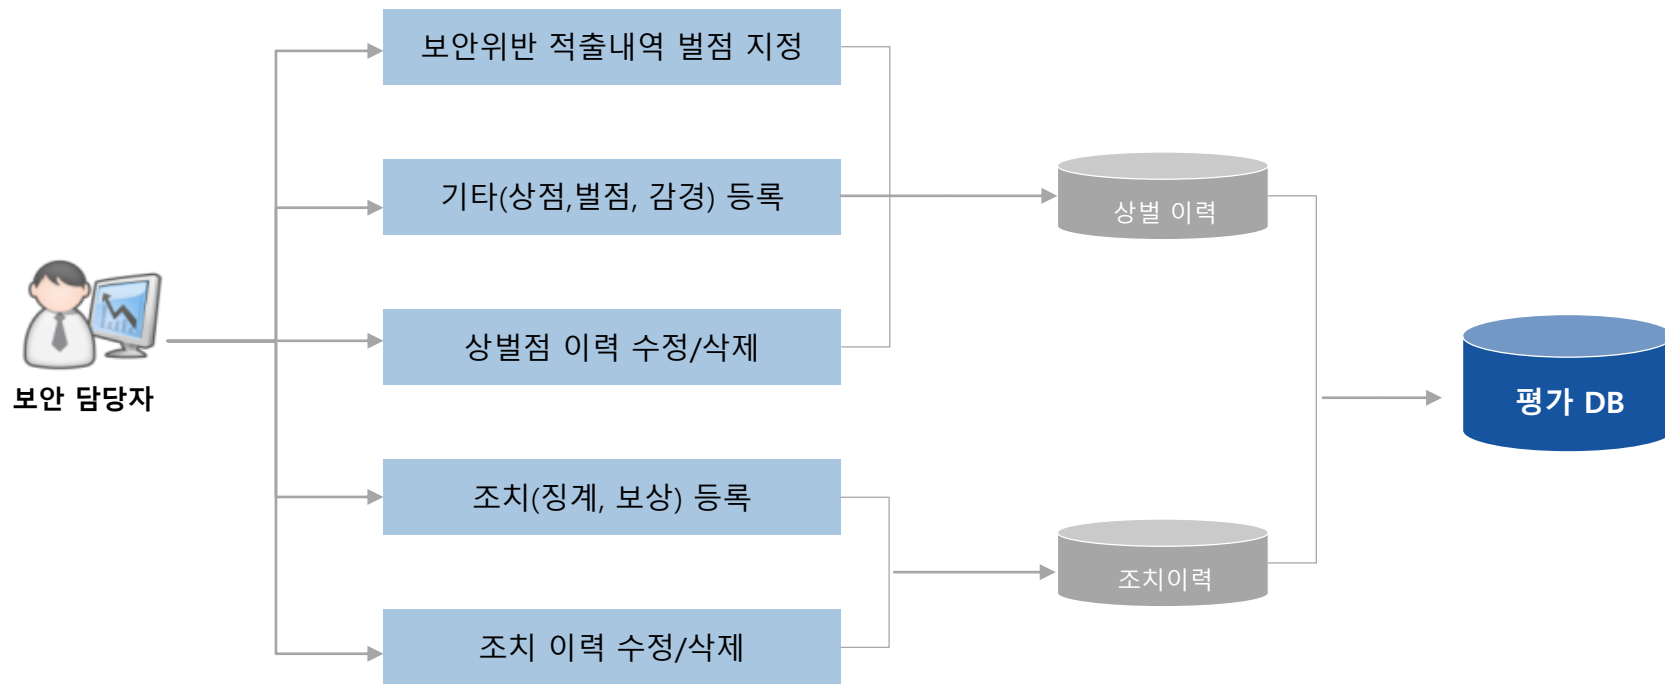 보안위반 적출내역 벌점 지정
기타(상점,벌점, 감경) 등록
상벌 이력
상벌점 이력 수정/삭제
보안 담당자
평가 DB
조치(징계, 보상) 등록
조치이력
조치 이력 수정/삭제